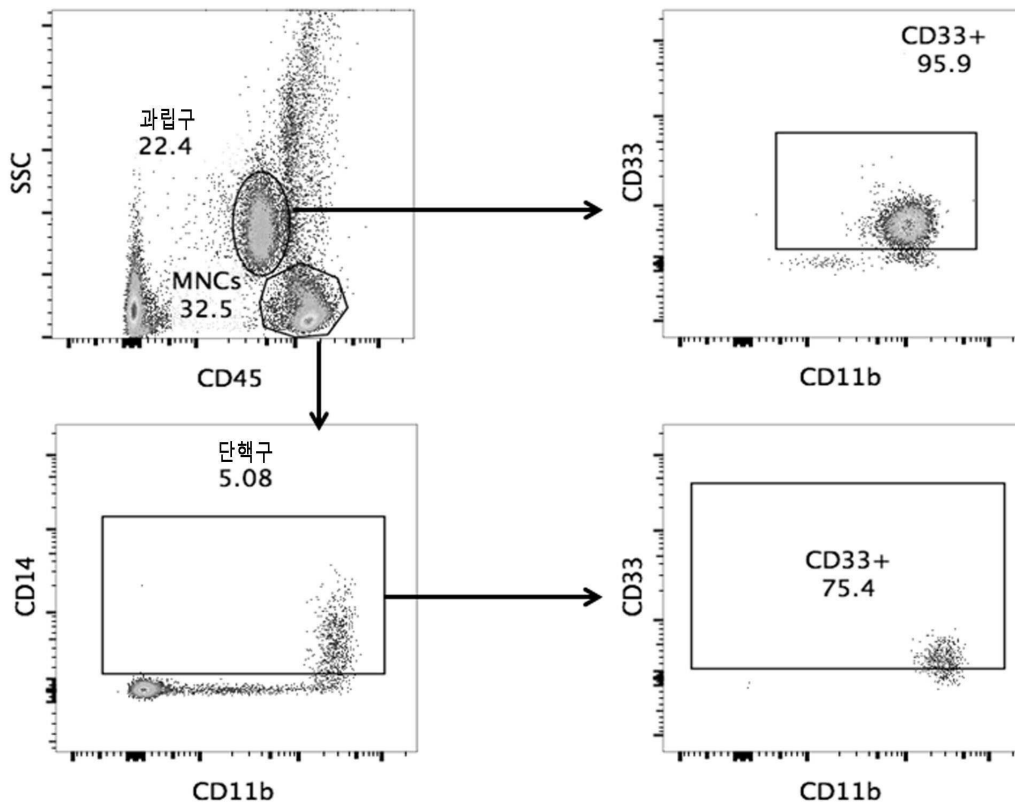 과립구
22.4
SSC
MNCs
32.5
CD45
CD33+
95.9
CD33
CD11b
단핵구
5.08
CD14
CD11b
CD33+
75.4
CD33
CD11b